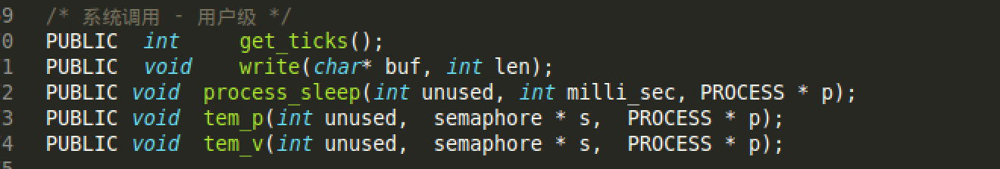 9 /* 系统调用 - 用户级 */
0 PUBLIC int get_ticks();
1 PUBLIC void write(char* buf, int len);
2 PUBLIC void process_sleep(int unused, int milli_sec, PROCESS * p);
3 PUBLIC void tem_p(int unused, semaphore * s, PROCESS * p);
4 PUBLIC void tem_v(int unused, semaphore * s, PROCESS * p);
5